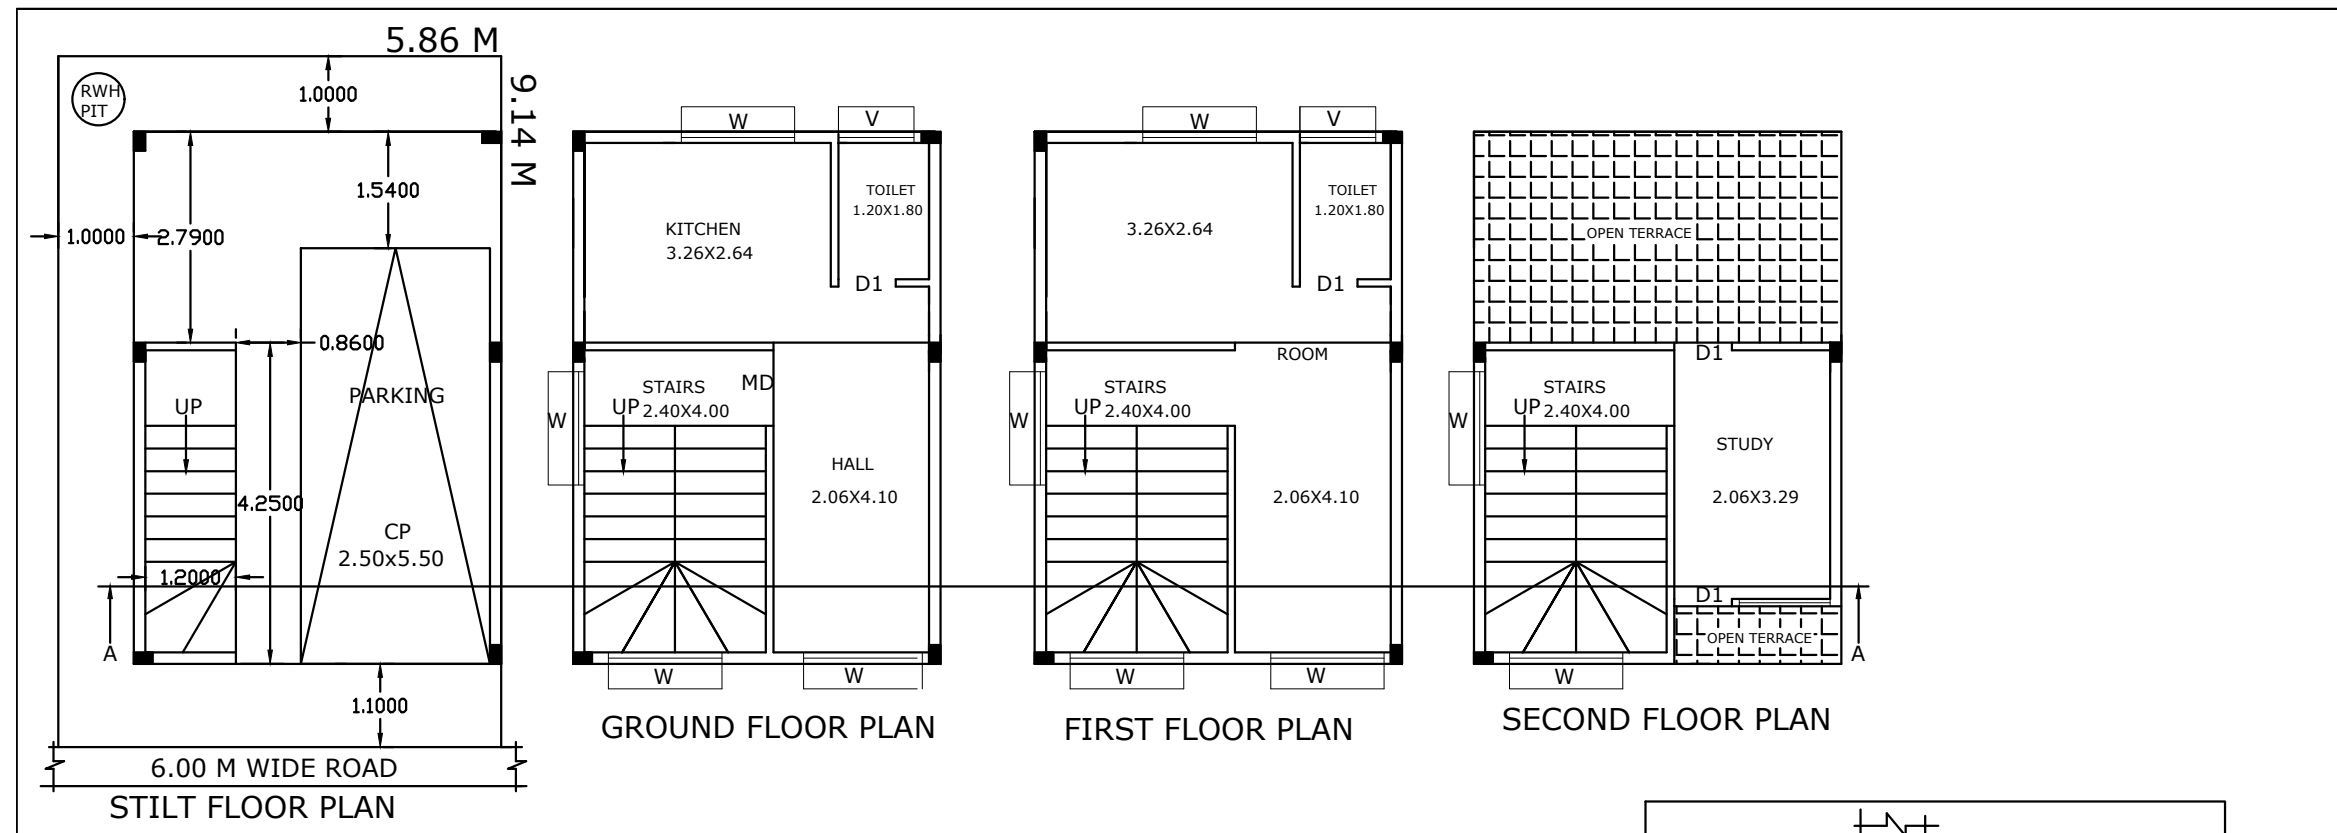 5.86 M
9.14 M
RWH
PIT
1.0000
1.5400
1.0000
2.7900
0.8600
PARKING
UP
4.2500
CP
2.50x5.50
1.2000
A
1.1000
6.00 M WIDE ROAD
STILT FLOOR PLAN
W
V
TOILET
1.20X1.80
KITCHEN
3.26X2.64
D1
STAIRS
MD
UP
2.40X4.00
W
HALL
2.06X4.10
W
W
GROUND FLOOR PLAN
W
V
TOILET
1.20X1.80
3.26X2.64
D1
ROOM
STAIRS
UP
2.40X4.00
W
2.06X4.10
W
W
FIRST FLOOR PLAN
OPEN TERRACE
D1
STAIRS
UP
2.40X4.00
W
STUDY
2.06X3.29
D1
OPEN TERRACE
A
W
SECOND FLOOR PLAN